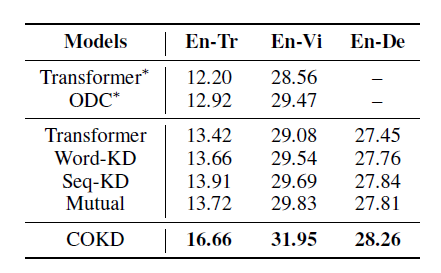 Models En-Tr En-Vi En-De
Transformer* 12.20 28.56 –
ODC* 12.92 29.47 –
Transformer 13.42 29.08 27.45
Word-KD 13.66 29.54 27.76
Seq-KD 13.91 29.69 27.84
Mutual 13.72 29.83 27.81
COKD 16.66 31.95 28.26